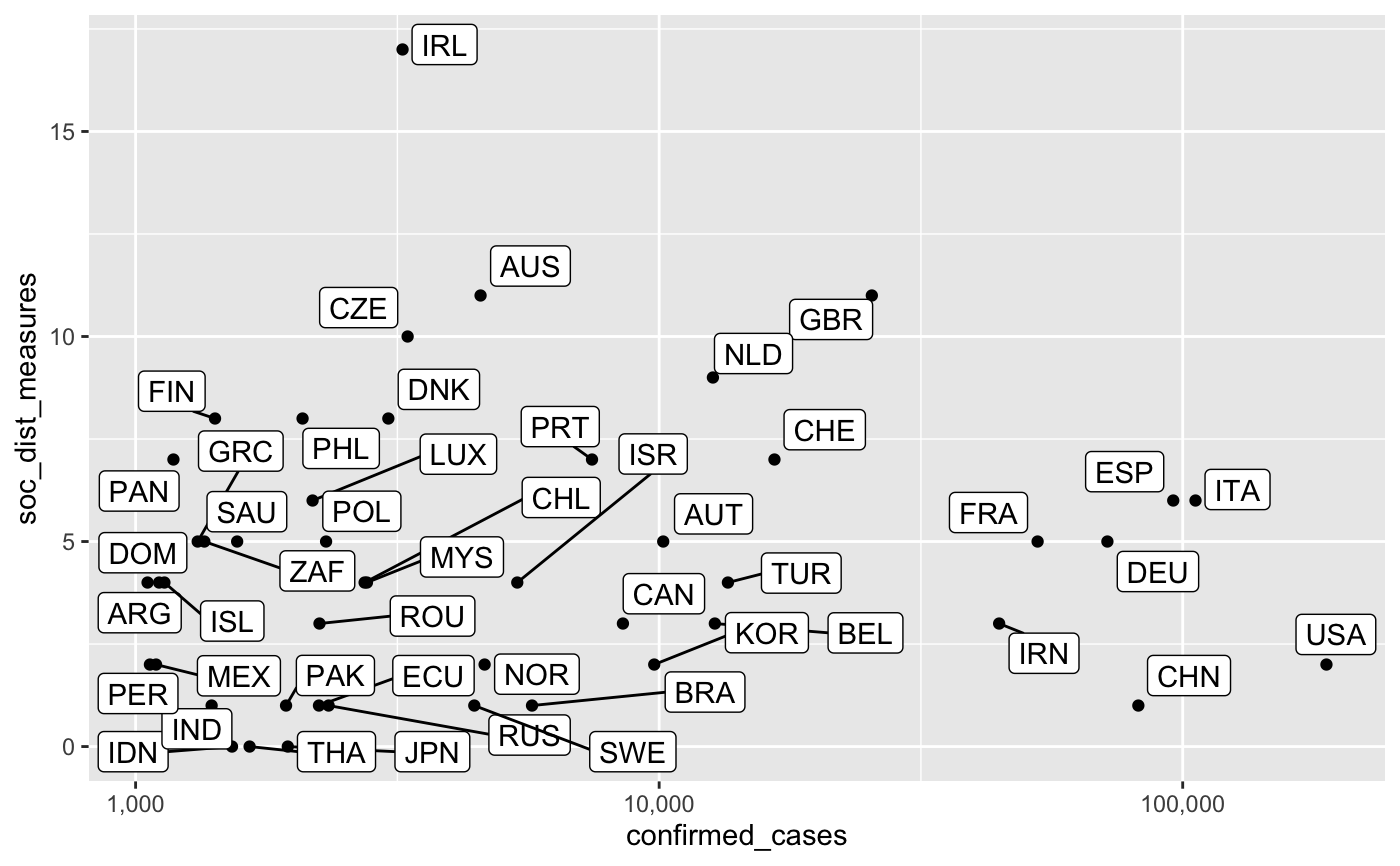 IRL
15
AUS
CZE
10
GBR
NLD
FIN
DNK
PRT
CHE
GRC
PHL
LUX
ISR
PAN
ESP
ITA
SAU
POL
CHL
AUT
FRA
5
DOM
ZAF
MYS
TUR
DEU
CAN
ARG
ISL
ROU
KOR
BEL
USA
IRN
MEX
PAK
ECU
NOR
CHN
PER
BRA
IND
RUS
0
IDN
THA
JPN
SWE
soc_dist_measures
1,000
10,000
100,000
confirmed_cases